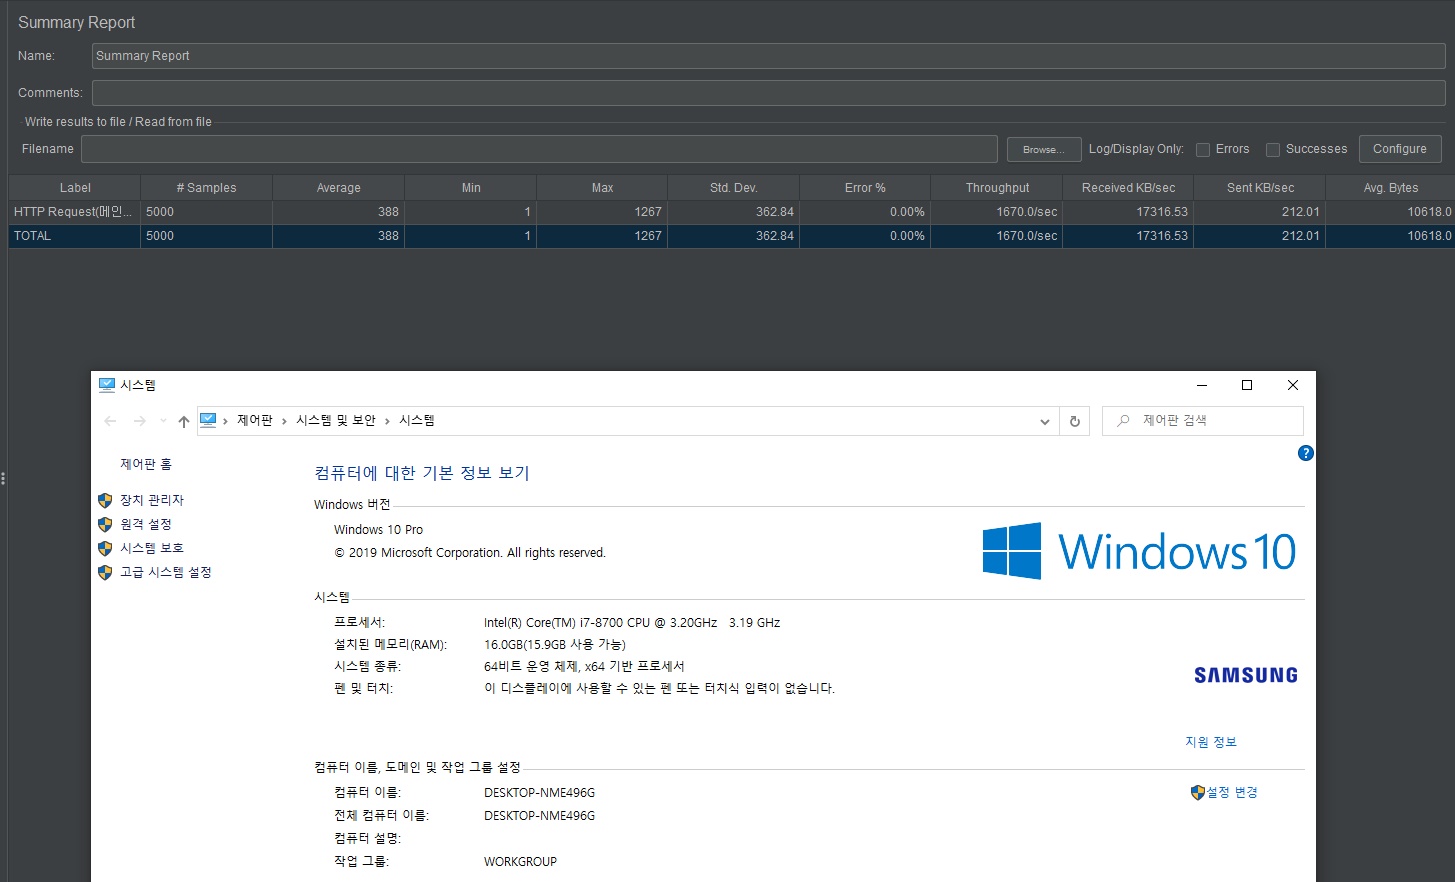 Summary Report
Name: Summary Report
Comments:
Write results to file / Read from file
Filename Browse... Log/Display Only: Errors Successes Configure
Label # Samples Average Min Max Std. Dev. Error % Throughput Received KB/sec Sent KB/sec Avg. Bytes
HTTP Request(메인... 5000 388 1 1267 362.84 0.00% 1670.0/sec 17316.53 212.01 10618.0
TOTAL 5000 388 1 1267 362.84 0.00% 1670.0/sec 17316.53 212.01 10618.0
시스템
제어판 › 시스템 및 보안 › 시스템 제어판 검색
?
제어판 홈
장치 관리자
원격 설정
시스템 보호
고급 시스템 설정
컴퓨터에 대한 기본 정보 보기
Windows 버전
Windows 10 Pro
© 2019 Microsoft Corporation. All rights reserved.
Windows 10
시스템
프로세서: Intel(R) Core(TM) i7-8700 CPU @ 3.20GHz 3.19 GHz
설치된 메모리(RAM): 16.0GB(15.9GB 사용 가능)
시스템 종류: 64비트 운영 체제, x64 기반 프로세서
펜 및 터치: 이 디스플레이에 사용할 수 있는 펜 또는 터치식 입력이 없습니다.
SAMSUNG
지원 정보
컴퓨터 이름, 도메인 및 작업 그룹 설정
컴퓨터 이름: DESKTOP-NME496G
설정 변경
전체 컴퓨터 이름: DESKTOP-NME496G
컴퓨터 설명:
작업 그룹: WORKGROUP